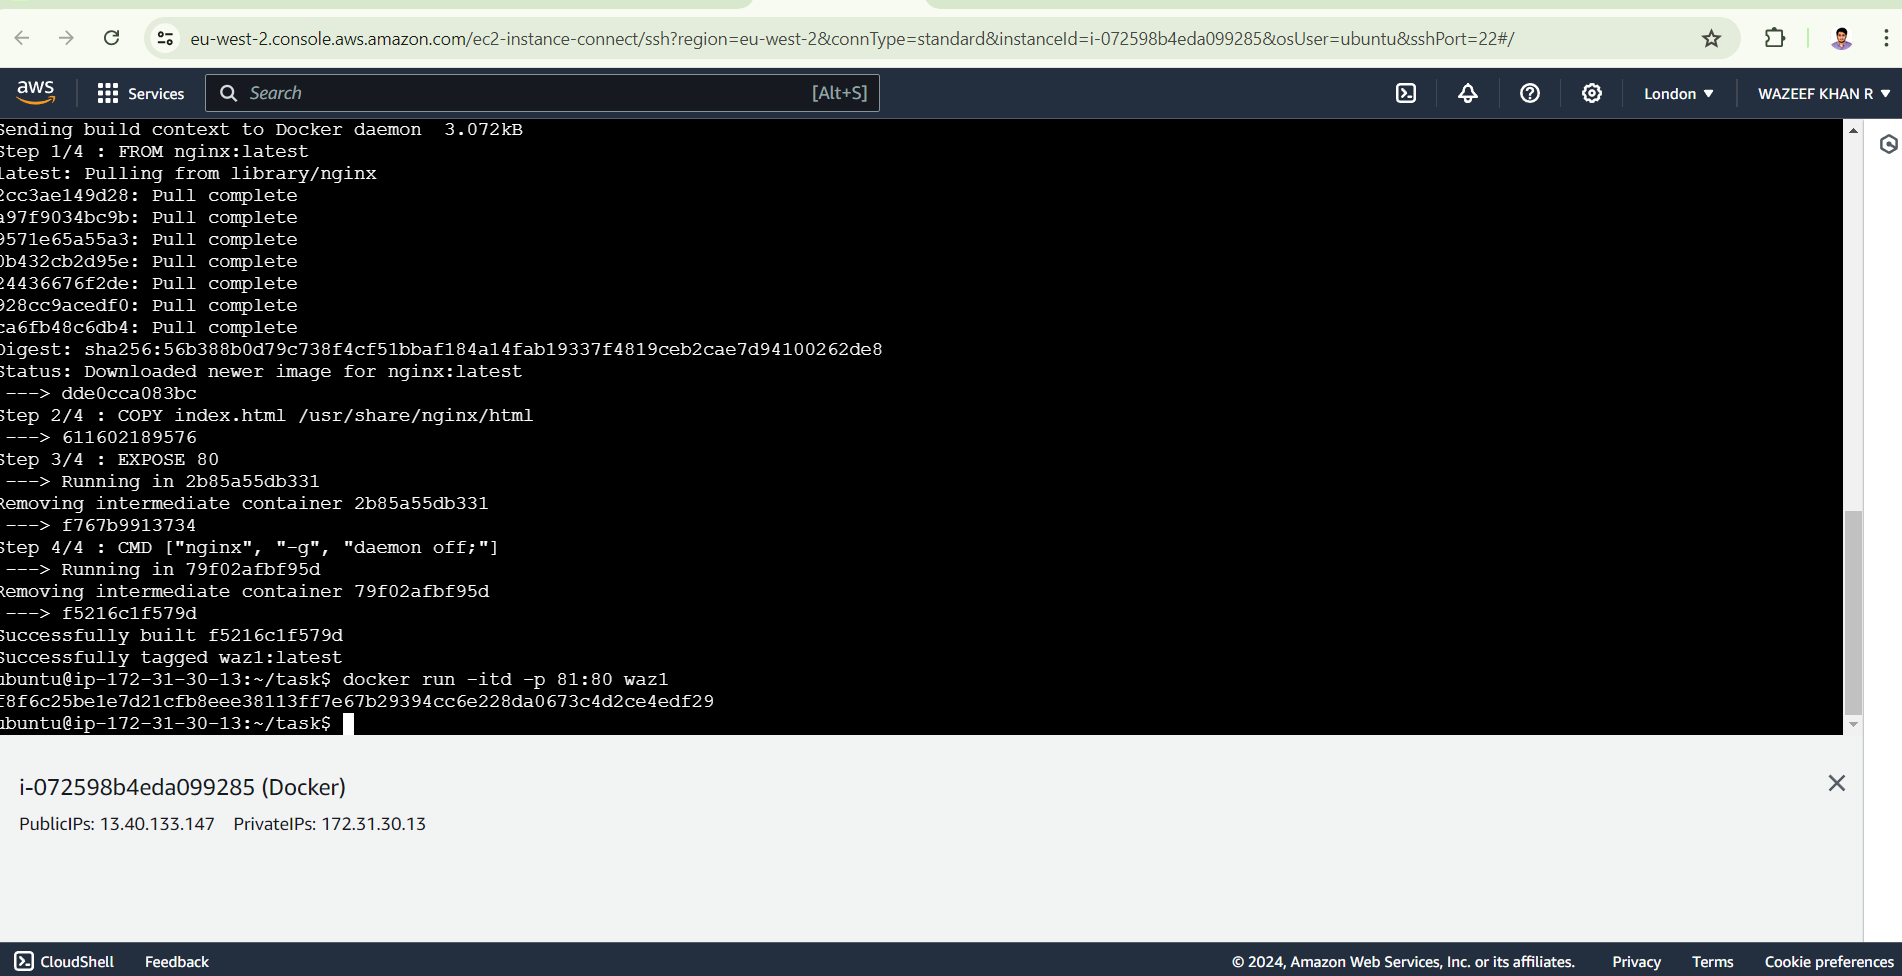 eu-west-2.console.aws.amazon.com/ec2-instance-connect/ssh?region=eu-west-2&connType=standard&instanceId=i-072598b4eda099285&osUser=ubuntu&sshPort=22#/
aws Services Search [Alt+S] London WAZEEF KHAN R
Sending build context to Docker daemon  3.072kB
Step 1/4 : FROM nginx:latest
latest: Pulling from library/nginx
2cc3ae149d28: Pull complete
a97f9034bc9b: Pull complete
9571e65a55a3: Pull complete
0b432cb2d95e: Pull complete
24436676f2de: Pull complete
928cc9acedf0: Pull complete
ca6fb48c6db4: Pull complete
Digest: sha256:56b388b0d79c738f4cf51bbaf184a14fab19337f4819ceb2cae7d94100262de8
Status: Downloaded newer image for nginx:latest
---> dde0cca083bc
Step 2/4 : COPY index.html /usr/share/nginx/html
---> 611602189576
Step 3/4 : EXPOSE 80
---> Running in 2b85a55db331
Removing intermediate container 2b85a55db331
---> f767b9913734
Step 4/4 : CMD ["nginx", "-g", "daemon off;"]
---> Running in 79f02afbf95d
Removing intermediate container 79f02afbf95d
---> f5216c1f579d
Successfully built f5216c1f579d
Successfully tagged waz1:latest
ubuntu@ip-172-31-30-13:~/task$ docker run -itd -p 81:80 waz1
f8f6c25be1e7d21cfb8eee38113ff7e67b29394cc6e228da0673c4d2ce4edf29
ubuntu@ip-172-31-30-13:~/task$
i-072598b4eda099285 (Docker)
PublicIPs: 13.40.133.147 PrivateIPs: 172.31.30.13
CloudShell Feedback © 2024, Amazon Web Services, Inc. or its affiliates. Privacy Terms Cookie preferences